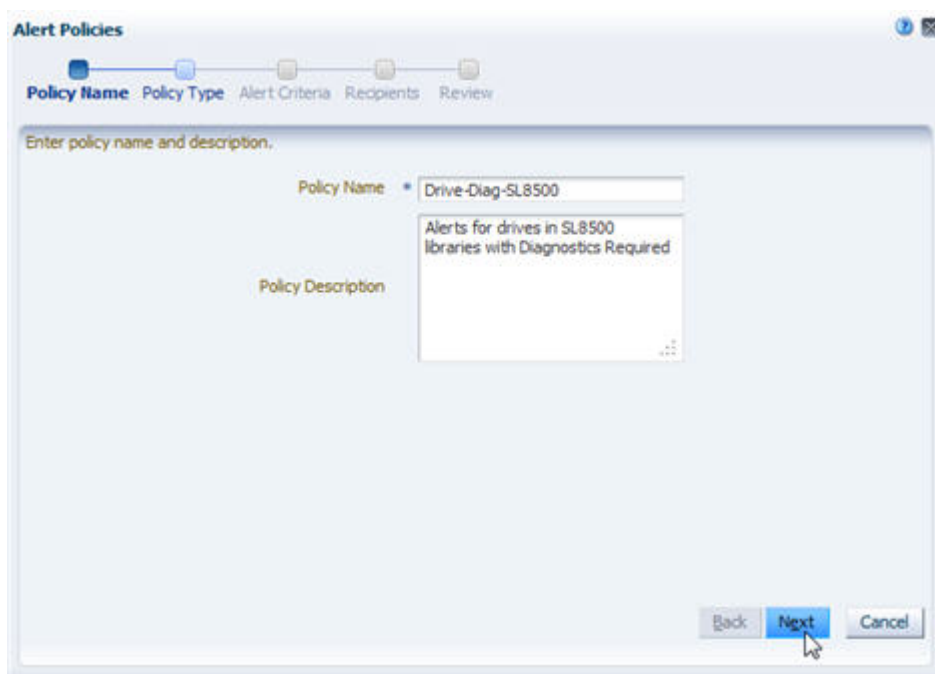 Alert Policies
Policy Name Policy Type Alert Criteria Recipients Review
Enter policy name and description.
Policy Name * Drive-Diag-SL8500
Alerts for drives in SL8500
libraries with Diagnostics Required
Policy Description
Back Next Cancel